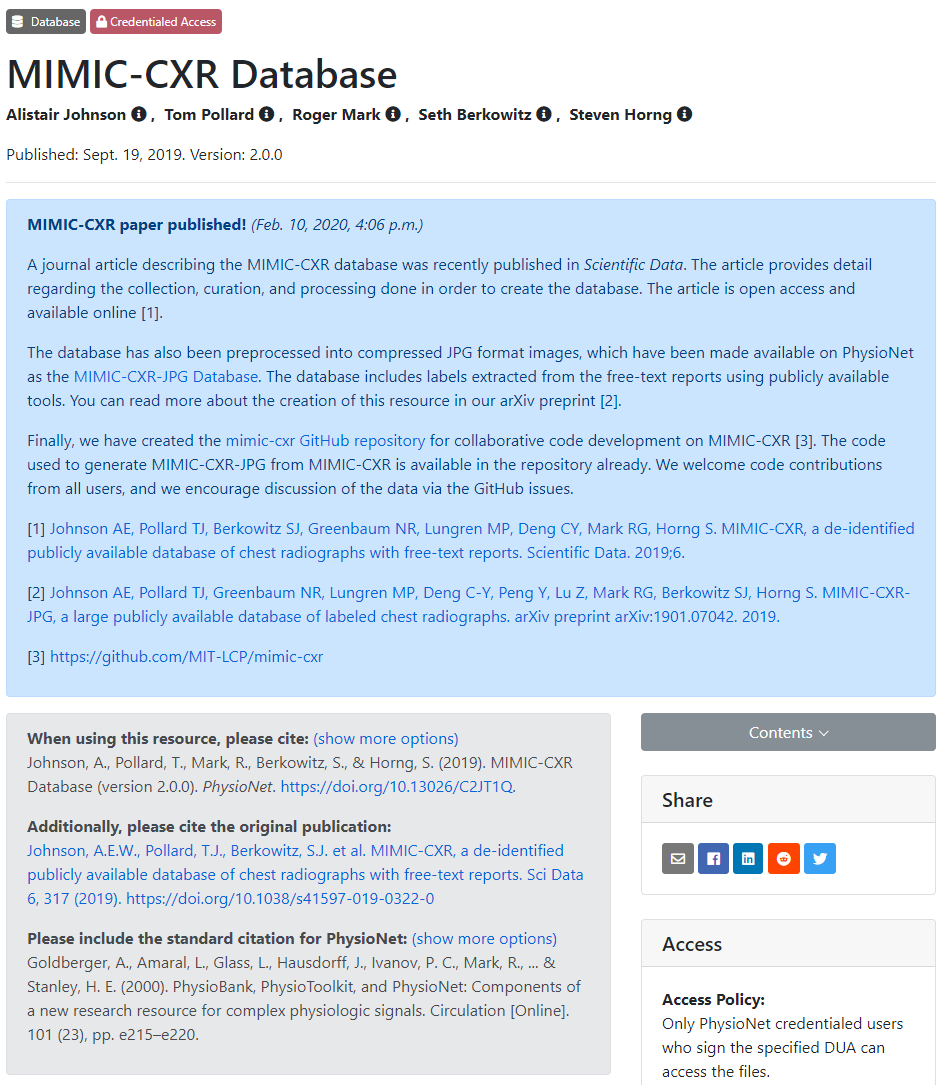 Database
Credentialed Access
MIMIC-CXR Database
Alistair Johnson , Tom Pollard , Roger Mark , Seth Berkowitz , Steven Horng
Published: Sept. 19, 2019. Version: 2.0.0
MIMIC-CXR paper published! (Feb. 10, 2020, 4:06 p.m.)
A journal article describing the MIMIC-CXR database was recently published in Scientific Data. The article provides detail
regarding the collection, curation, and processing done in order to create the database. The article is open access and
available online [1].
The database has also been preprocessed into compressed JPG format images, which have been made available on PhysioNet
as the MIMIC-CXR-JPG Database. The database includes labels extracted from the free-text reports using publicly available
tools. You can read more about the creation of this resource in our arXiv preprint [2].
Finally, we have created the mimic-cxr GitHub repository for collaborative code development on MIMIC-CXR [3]. The code
used to generate MIMIC-CXR-JPG from MIMIC-CXR is available in the repository already. We welcome code contributions
from all users, and we encourage discussion of the data via the GitHub issues.
[1] Johnson AE, Pollard TJ, Berkowitz SJ, Greenbaum NR, Lungren MP, Deng CY, Mark RG, Horng S. MIMIC-CXR, a de-identified
publicly available database of chest radiographs with free-text reports. Scientific Data. 2019;6.
[2] Johnson AE, Pollard TJ, Greenbaum NR, Lungren MP, Deng C-Y, Peng Y, Lu Z, Mark RG, Berkowitz SJ, Horng S. MIMIC-CXR-
JPG, a large publicly available database of labeled chest radiographs. arXiv preprint arXiv:1901.07042. 2019.
[3] https://github.com/MIT-LCP/mimic-cxr
When using this resource, please cite: (show more options)
Johnson, A., Pollard, T., Mark, R., Berkowitz, S., & Horng, S. (2019). MIMIC-CXR
Database (version 2.0.0). PhysioNet. https://doi.org/10.13026/C2JT1Q.
Additionally, please cite the original publication:
Johnson, A.E.W., Pollard, T.J., Berkowitz, S.J. et al. MIMIC-CXR, a de-identified
publicly available database of chest radiographs with free-text reports. Sci Data
6, 317 (2019). https://doi.org/10.1038/s41597-019-0322-0
Please include the standard citation for PhysioNet: (show more options)
Goldberger, A., Amaral, L., Glass, L., Hausdorff, J., Ivanov, P. C., Mark, R., ... &
Stanley, H. E. (2000). PhysioBank, PhysioToolkit, and PhysioNet: Components of
a new research resource for complex physiologic signals. Circulation [Online].
101 (23), pp. e215–e220.
Contents
Share
Access
Access Policy:
Only PhysioNet credentialed users
who sign the specified DUA can
access the files.